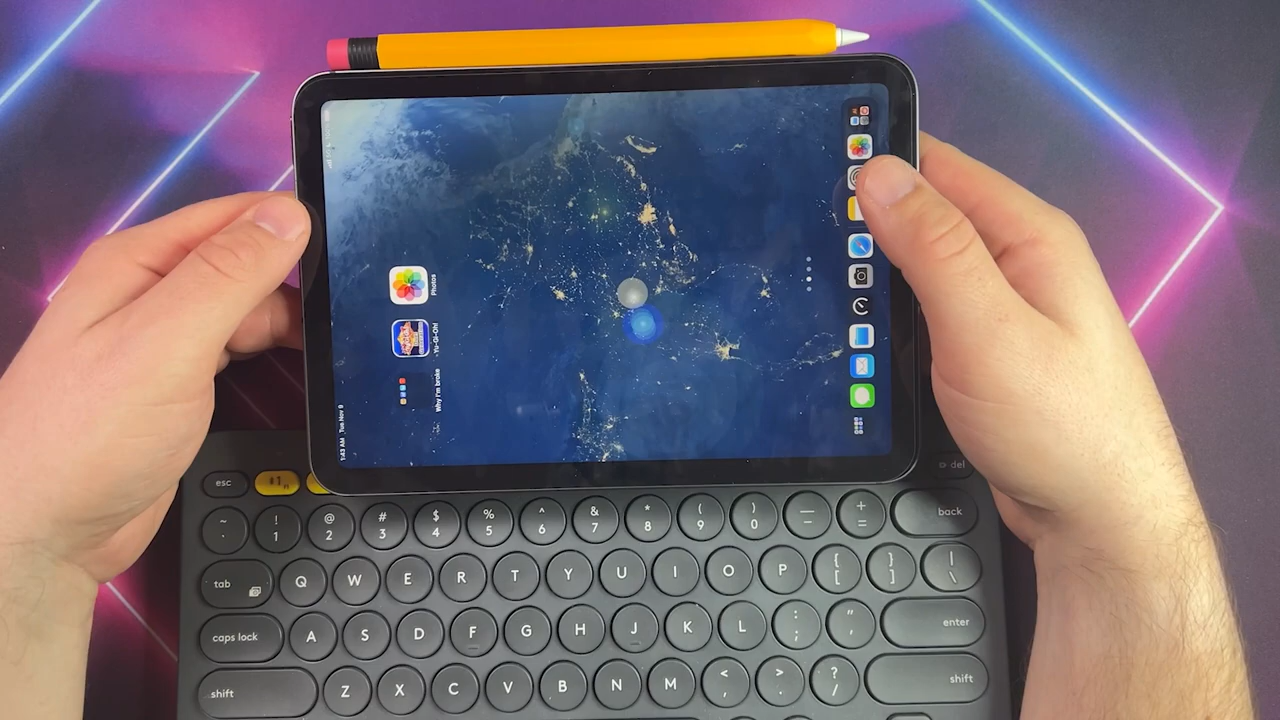 1:43 AM Tue Nov 9
Photos
Yu-Gi-Oh!
Why I'm broke
esc
#1
del
~ ! @ # $ % ^ & * ( ) — +
` 1 2 3 4 5 6 7 8 9 0 - = back
tab Q W E R T Y U I O P { } |
[ ] \
caps lock A S D F G H J K L : " enter
; ,
shift Z X C V B N M < > ? shift
, . /